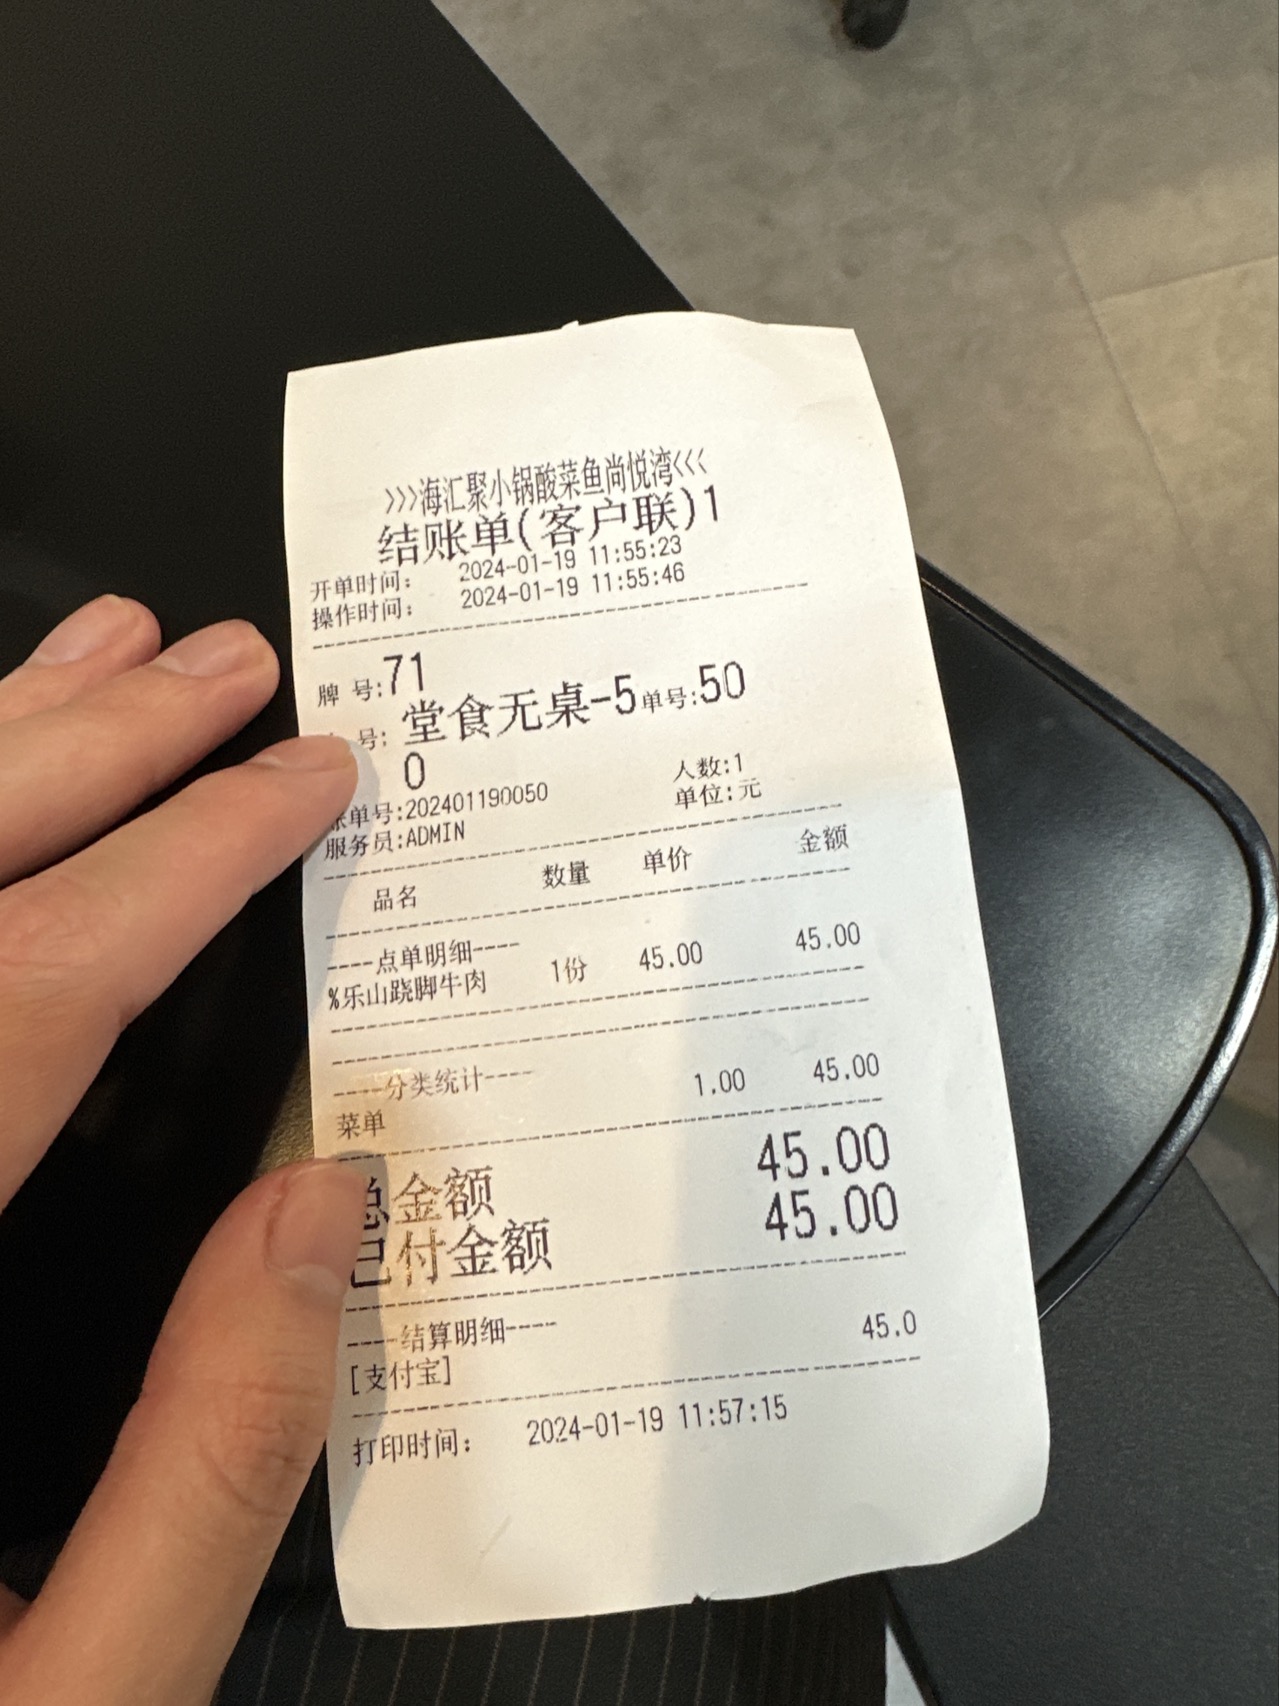 >>>海汇聚小锅酸菜鱼尚悦湾<<<
结账单(客户联)1
开单时间: 2024-01-19 11:55:23
操作时间: 2024-01-19 11:55:46
牌 号:71
号: 堂食无桌-5 单号:50
0
账单号:202401190050 人数:1
服务员:ADMIN 单位:元
品名 数量 单价 金额
----点单明细----
%乐山跷脚牛肉 1份 45.00 45.00
----分类统计----
菜单 1.00 45.00
总金额 45.00
已付金额 45.00
----结算明细----
[支付宝] 45.0
打印时间: 2024-01-19 11:57:15